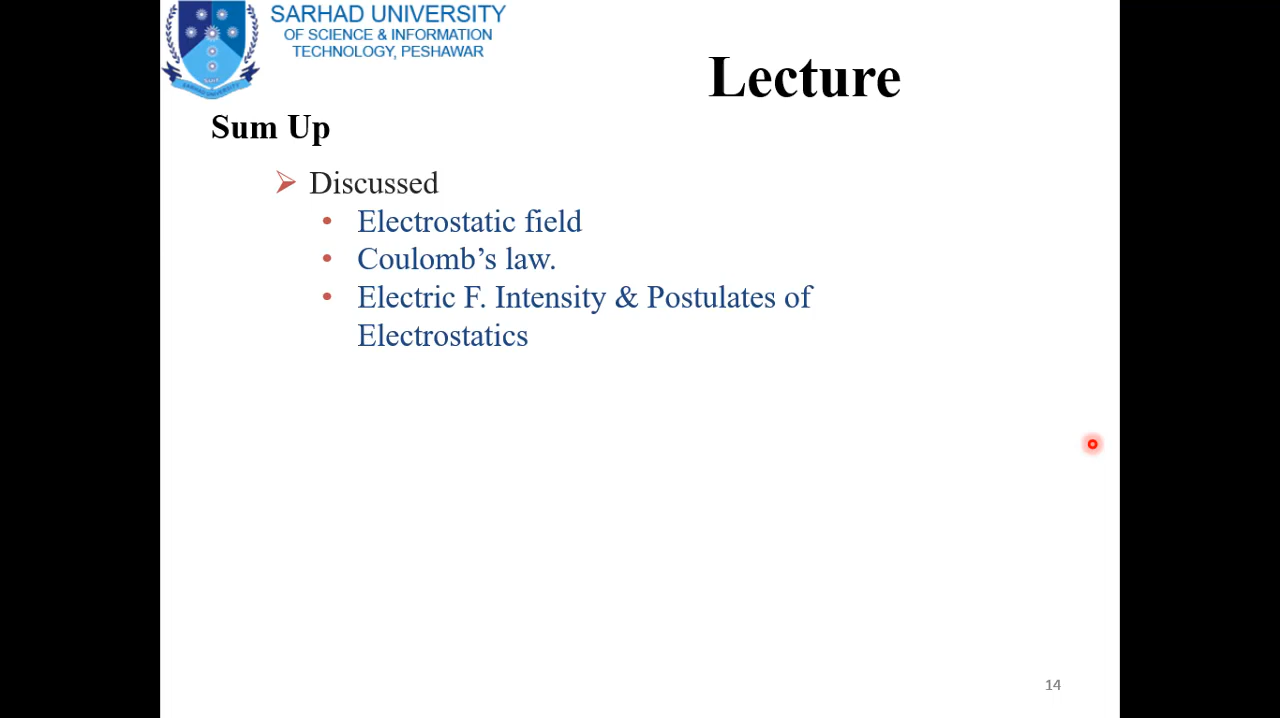 SARHAD UNIVERSITY
OF SCIENCE & INFORMATION
TECHNOLOGY, PESHAWAR
Lecture
Sum Up
Discussed
Electrostatic field
Coulomb’s law.
Electric F. Intensity & Postulates of
Electrostatics
14